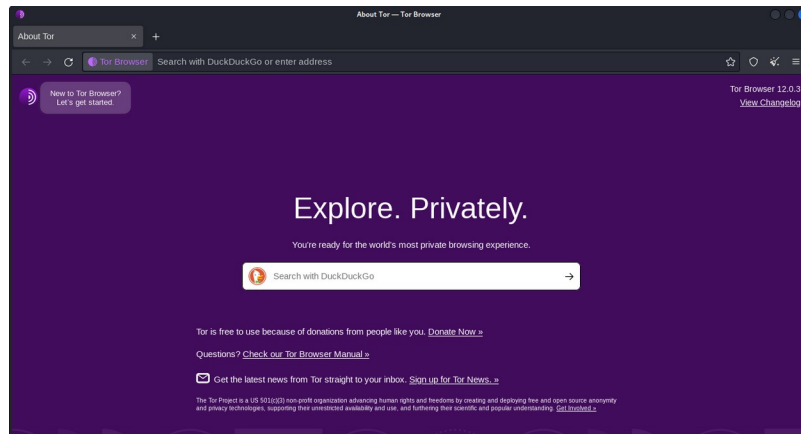 About Tor — Tor Browser
About Tor × +
Tor Browser Search with DuckDuckGo or enter address
New to Tor Browser?
Let's get started.
Tor Browser 12.0.3
View Changelog
Explore. Privately.
You're ready for the world's most private browsing experience.
Search with DuckDuckGo →
Tor is free to use because of donations from people like you. Donate Now »
Questions? Check our Tor Browser Manual »
Get the latest news from Tor straight to your inbox. Sign up for Tor News. »
The Tor Project is a US 501(c)(3) non-profit organization advancing human rights and freedoms by creating and deploying free and open source anonymity
and privacy technologies, supporting their unrestricted availability and use, and furthering their scientific and popular understanding. Get Involved »